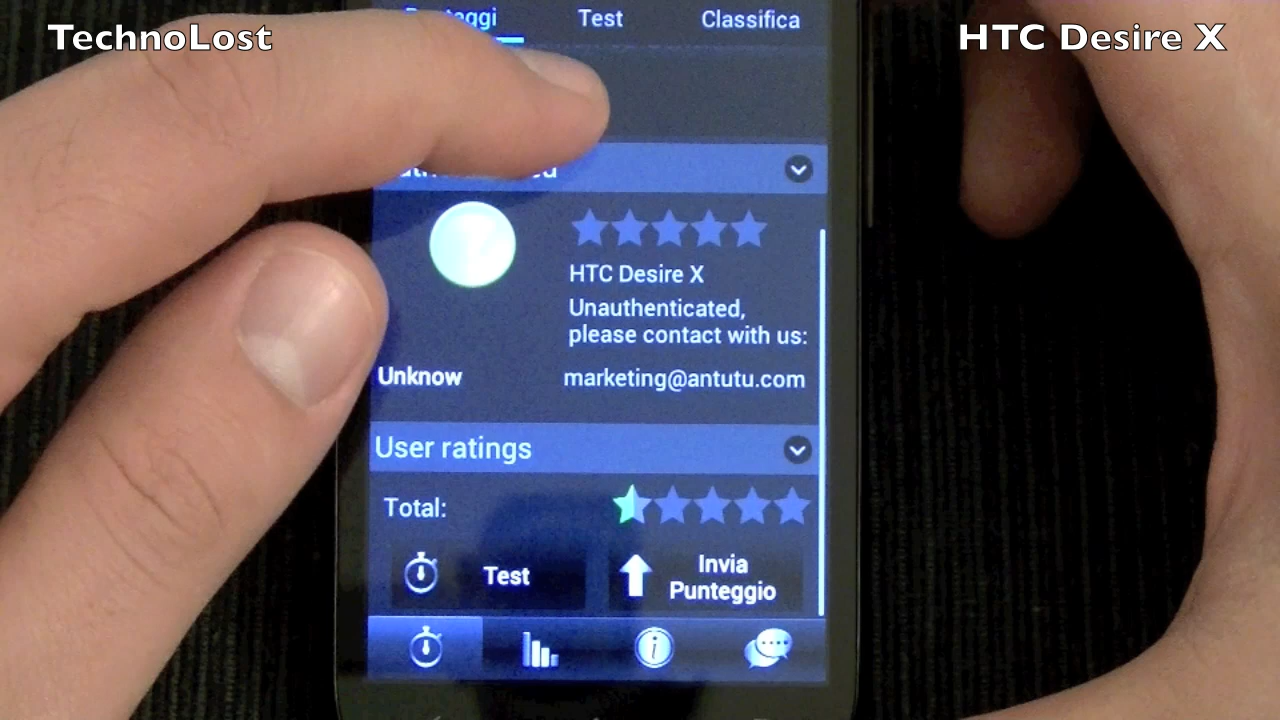 TechnoLost
HTC Desire X
Test
Classifica
HTC Desire X
Unauthenticated,
please contact with us:
Unknow
marketing@antutu.com
User ratings
Total:
Test
Invia
Punteggio